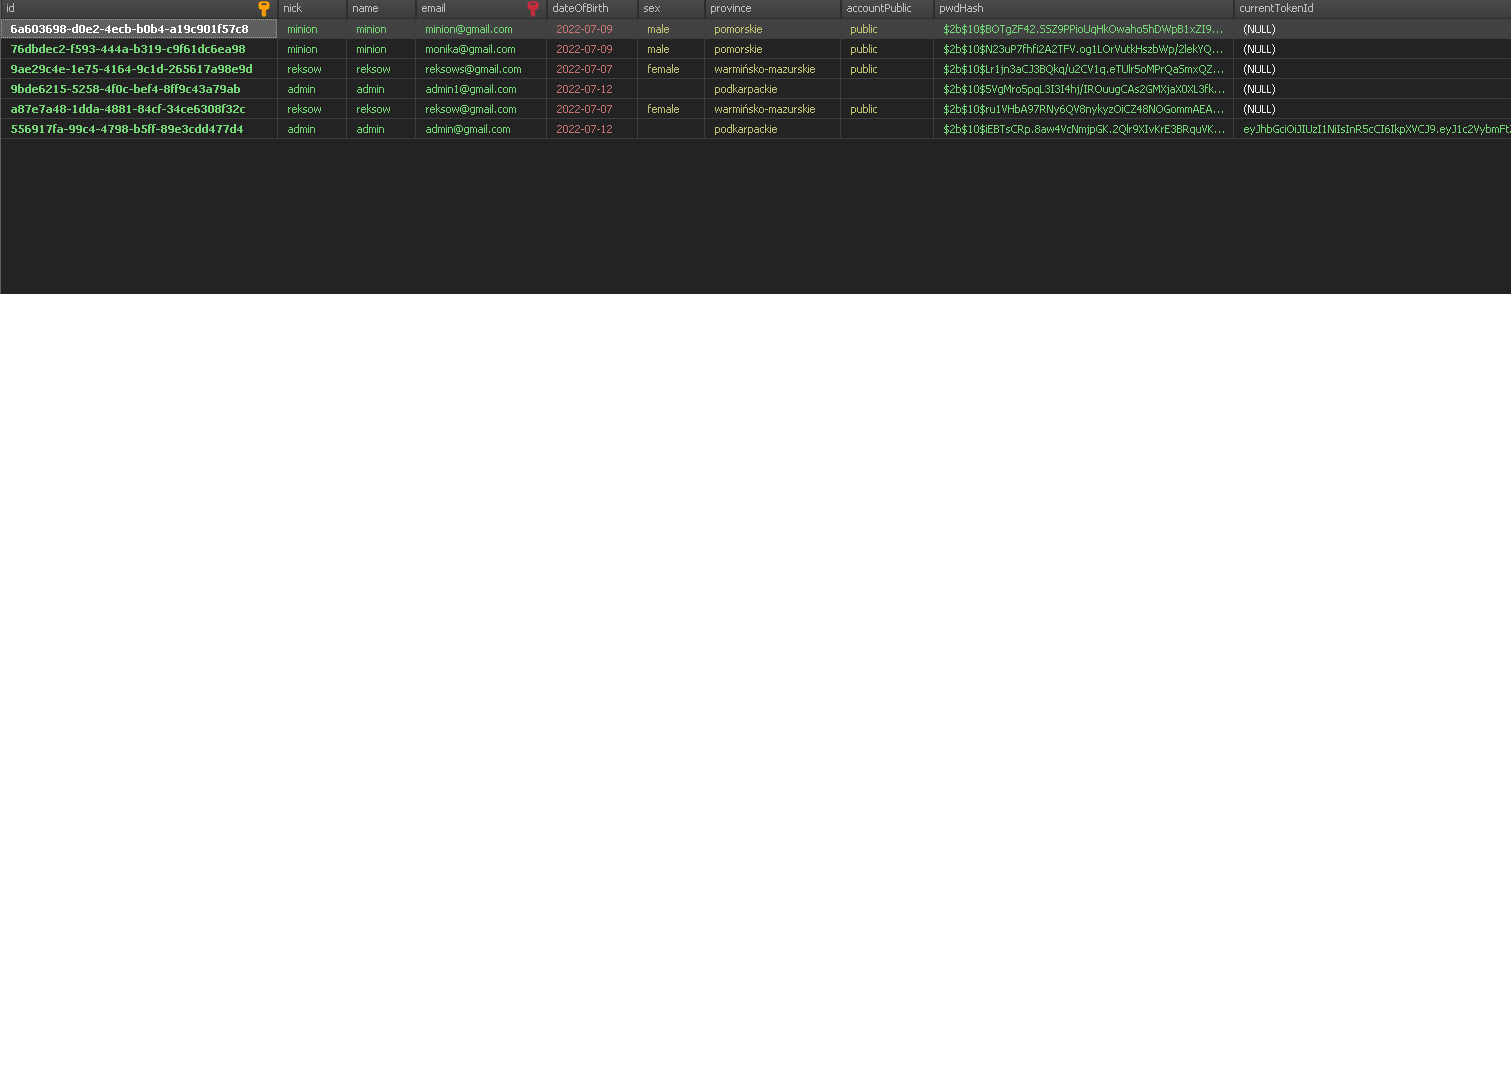 id nick name email dateOfBirth sex province accountPublic pwdHash currentTokenId
6a603698-d0e2-4ecb-b0b4-a19c901f57c8 minion minion minion@gmail.com 2022-07-09 male pomorskie public $2b$10$BOTgZF42.SSZ9PPioUqHkOwaho5hDWpB1xZI9... (NULL)
76dbdec2-f593-444a-b319-c9f61dc6ea98 minion minion monika@gmail.com 2022-07-09 male pomorskie public $2b$10$N23uP7fhfi2A2TFV.og1LOrVutkHszbWp/2lekYQ... (NULL)
9ae29c4e-1e75-4164-9c1d-265617a98e9d reksow reksow reksows@gmail.com 2022-07-07 female warmińsko-mazurskie public $2b$10$Lr1jn3aCJ3BQkq/u2CV1q.eTUlr5oMPrQaSmxQZ... (NULL)
9bde6215-5258-4f0c-bef4-8ff9c43a79ab admin admin admin1@gmail.com 2022-07-12 podkarpackie $2b$10$5VgMro5pqL3I3I4hj/IROuugCAs2GMXjaX0XL3fk... (NULL)
a87e7a48-1dda-4881-84cf-34ce6308f32c reksow reksow reksow@gmail.com 2022-07-07 female warmińsko-mazurskie public $2b$10$ru1VHbA97RNy6QV8nykyzOiCZ48NOGommAEA... (NULL)
556917fa-99c4-4798-b5ff-89e3cdd477d4 admin admin admin@gmail.com 2022-07-12 podkarpackie $2b$10$iEBTsCRp.8aw4VcNmjpGK.2Qlr9XIvKrE3BRquVK... eyJhbGciOiJIUzI1NiIsInR5cCI6IkpXVCJ9.eyJ1c2VybmFt